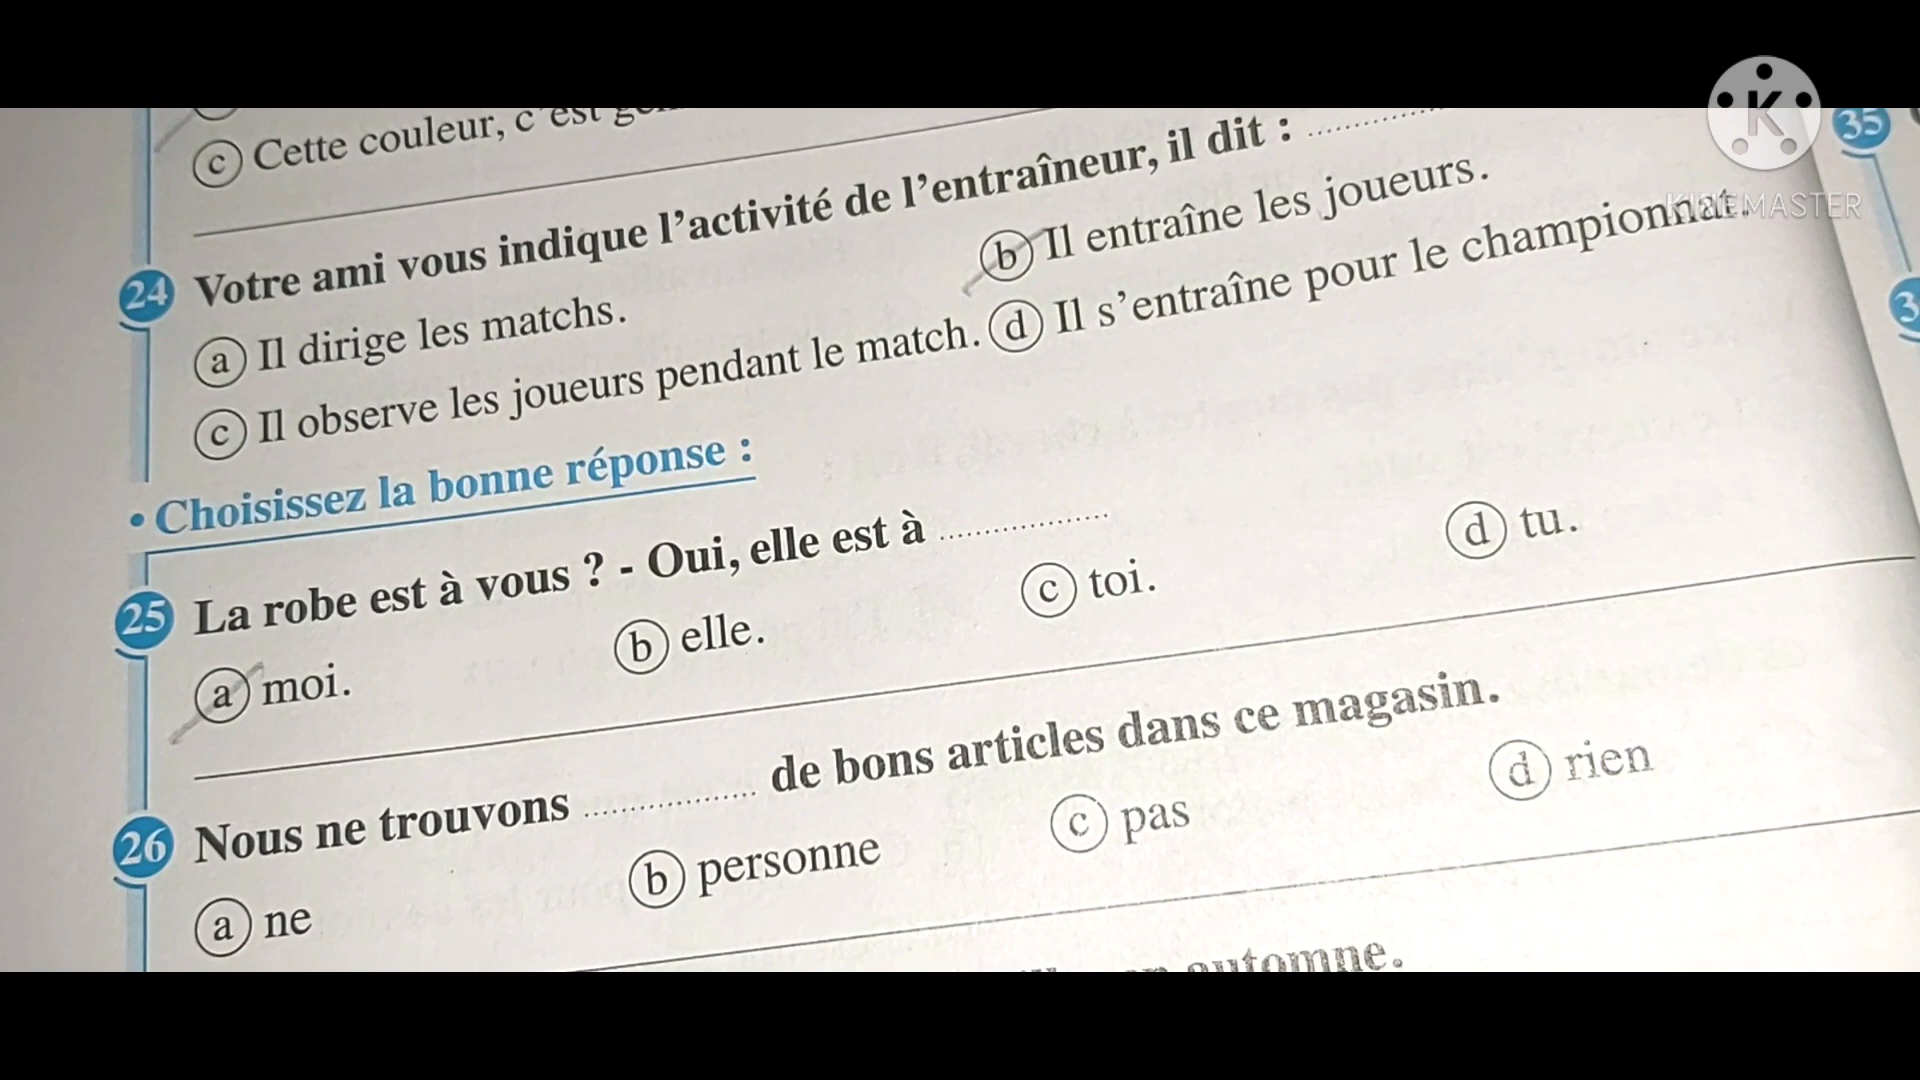 c Cette couleur, c'est
24 Votre ami vous indique l'activité de l'entraîneur, il dit : ..................
a Il dirige les matchs.
b Il entraîne les joueurs.
c Il observe les joueurs pendant le match.
d Il s'entraîne pour le championnat.
• Choisissez la bonne réponse :
25 La robe est à vous ? - Oui, elle est à ..................
a moi.
b elle.
c toi.
d tu.
26 Nous ne trouvons .................. de bons articles dans ce magasin.
a ne
b personne
c pas
d rien
automne.
35
3
K
KINEMASTER